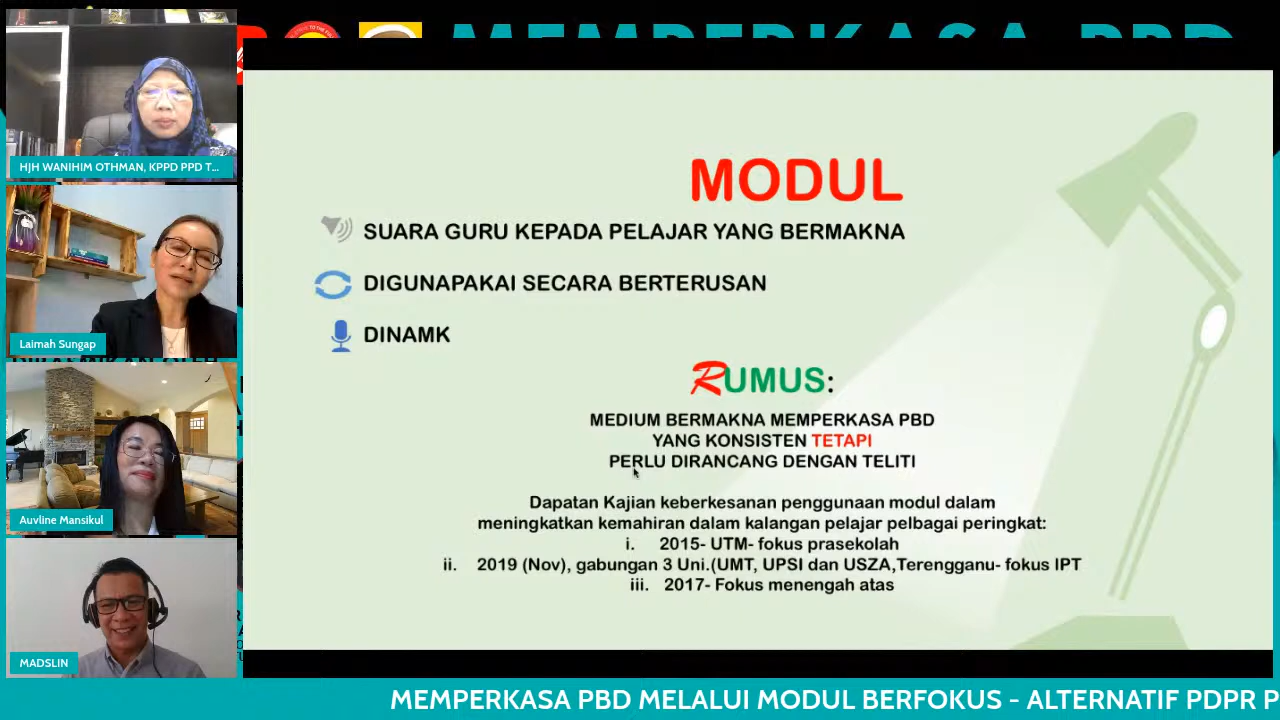 MEMPERKASA PBD
HJH WANIHIM OTHMAN, KPPD PPD T...
Laimah Sungap
Auvline Mansikul
MADSLIN
MODUL
SUARA GURU KEPADA PELAJAR YANG BERMAKNA
DIGUNAPAKAI SECARA BERTERUSAN
DINAMK
RUMUS:
MEDIUM BERMAKNA MEMPERKASA PBD
YANG KONSISTEN TETAPI
PERLU DIRANCANG DENGAN TELITI
Dapatan Kajian keberkesanan penggunaan modul dalam
meningkatkan kemahiran dalam kalangan pelajar pelbagai peringkat:
i. 2015- UTM- fokus prasekolah
ii. 2019 (Nov), gabungan 3 Uni.(UMT, UPSI dan USZA,Terengganu- fokus IPT
iii. 2017- Fokus menengah atas
MEMPERKASA PBD MELALUI MODUL BERFOKUS - ALTERNATIF PDPR P